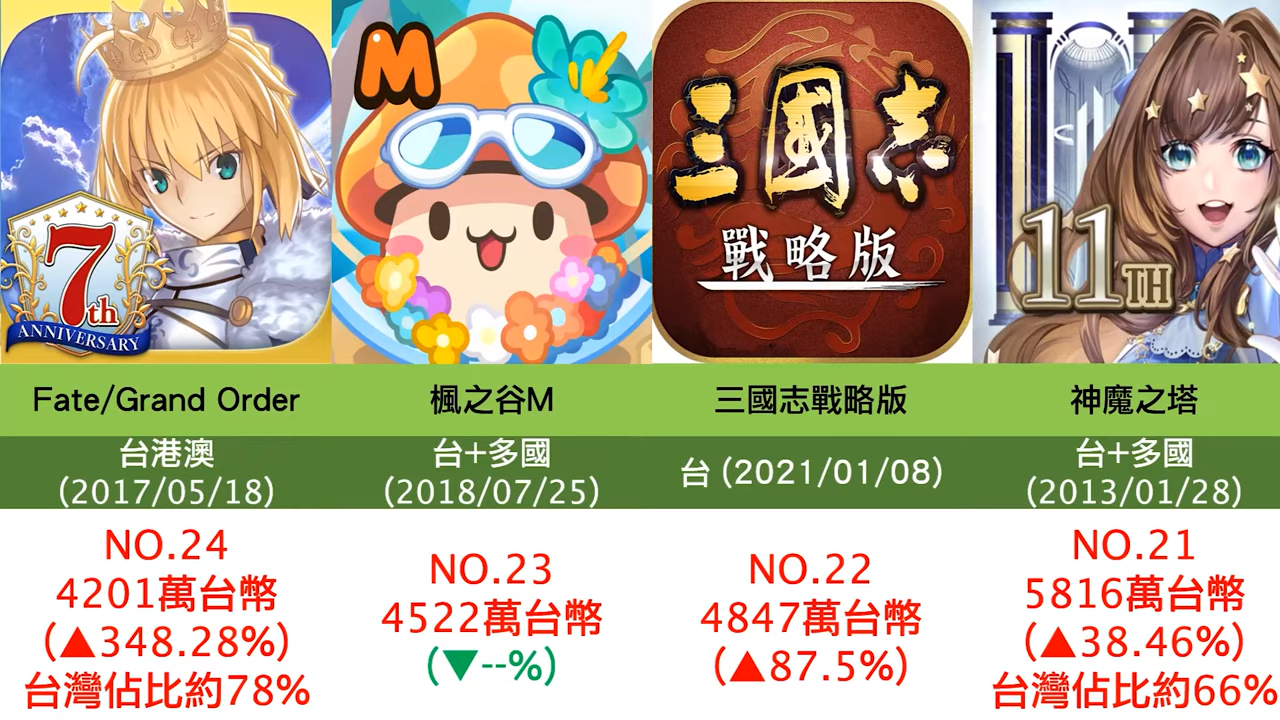 7th
ANNIVERSARY
M
三國志
戰略版
11TH
Fate/Grand Order
台港澳
(2017/05/18)
NO.24
4201萬台幣
(▲348.28%)
台灣佔比約78%
楓之谷M
台+多國
(2018/07/25)
NO.23
4522萬台幣
(▼--%)
三國志戰略版
台 (2021/01/08)
NO.22
4847萬台幣
(▲87.5%)
神魔之塔
台+多國
(2013/01/28)
NO.21
5816萬台幣
(▲38.46%)
台灣佔比約66%